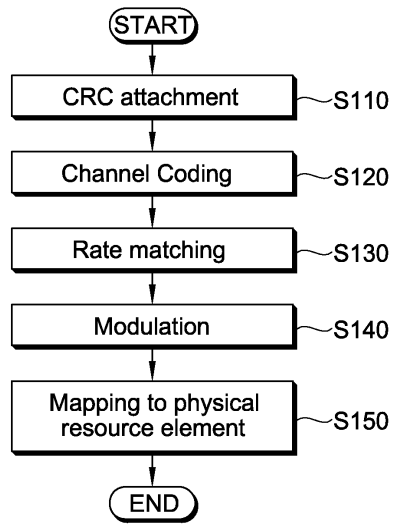 START
CRC attachment
S110
Channel Coding
S120
Rate matching
S130
Modulation
S140
Mapping to physical
resource element
S150
END